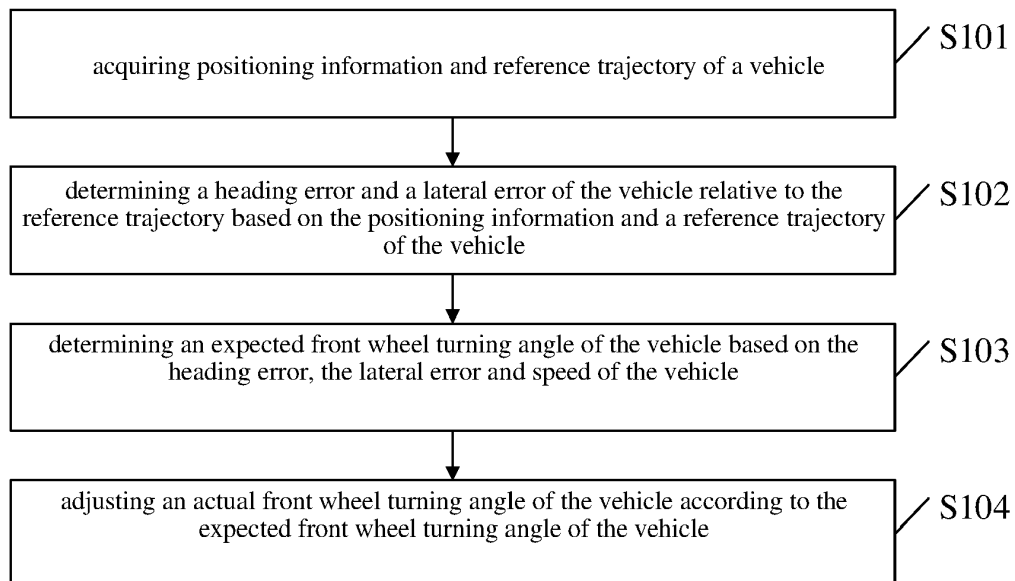 acquiring positioning information and reference trajectory of a vehicle
S101
determining a heading error and a lateral error of the vehicle relative to the
reference trajectory based on the positioning information and a reference trajectory
of the vehicle
S102
determining an expected front wheel turning angle of the vehicle based on the
heading error, the lateral error and speed of the vehicle
S103
adjusting an actual front wheel turning angle of the vehicle according to the
expected front wheel turning angle of the vehicle
S104